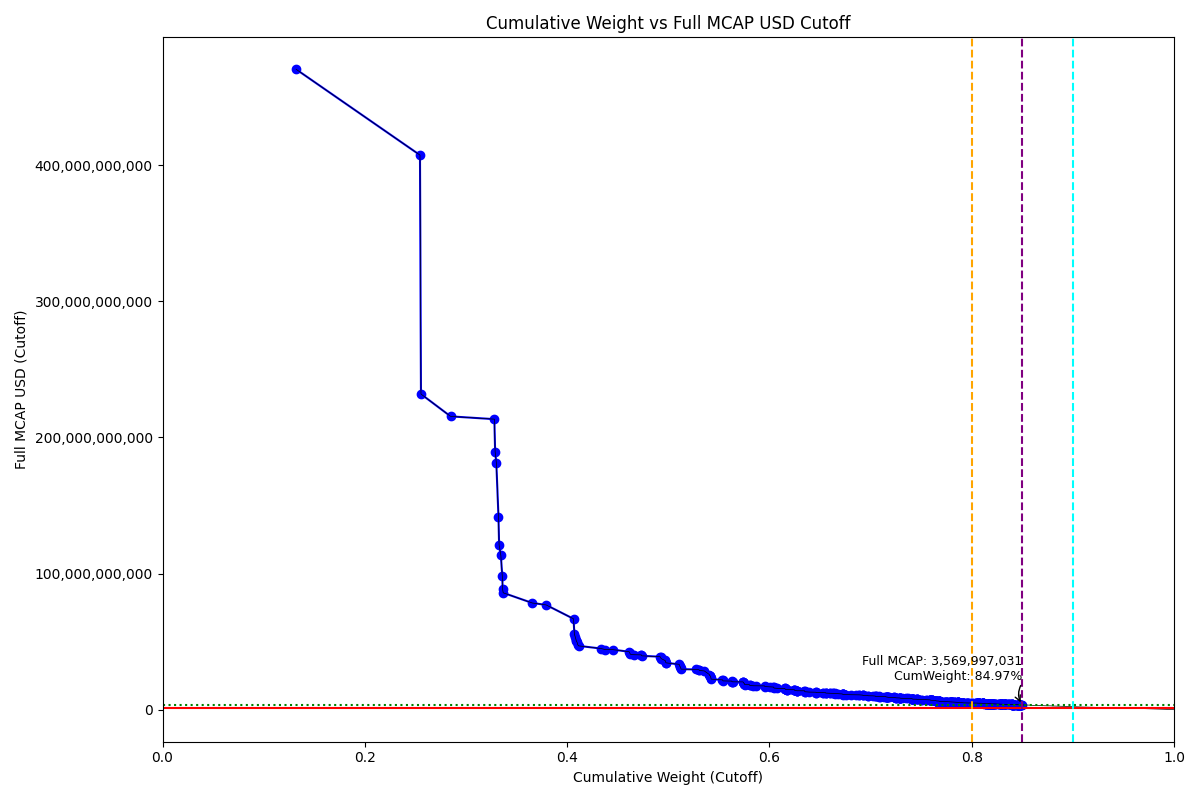 Cumulative Weight vs Full MCAP USD Cutoff
Full MCAP USD (Cutoff)
400,000,000,000
300,000,000,000
200,000,000,000
100,000,000,000
0
Full MCAP: 3,569,997,031
CumWeight: 84.97%
0.0 0.2 0.4 0.6 0.8 1.0
Cumulative Weight (Cutoff)